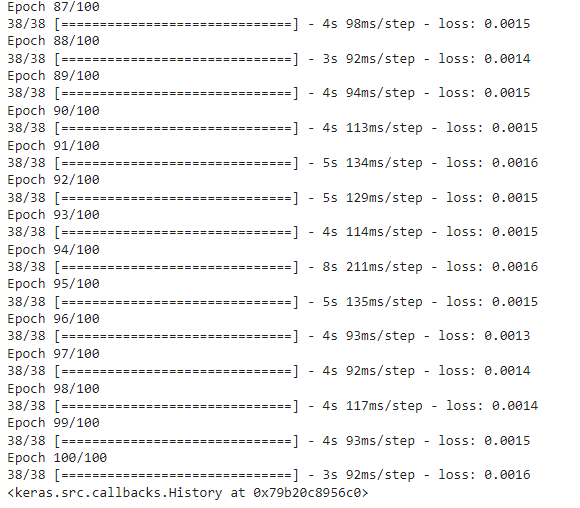 Epoch 87/100
38/38 [==============================] - 4s 98ms/step - loss: 0.0015
Epoch 88/100
38/38 [==============================] - 3s 92ms/step - loss: 0.0014
Epoch 89/100
38/38 [==============================] - 4s 94ms/step - loss: 0.0015
Epoch 90/100
38/38 [==============================] - 4s 113ms/step - loss: 0.0015
Epoch 91/100
38/38 [==============================] - 5s 134ms/step - loss: 0.0016
Epoch 92/100
38/38 [==============================] - 5s 129ms/step - loss: 0.0015
Epoch 93/100
38/38 [==============================] - 4s 114ms/step - loss: 0.0015
Epoch 94/100
38/38 [==============================] - 8s 211ms/step - loss: 0.0016
Epoch 95/100
38/38 [==============================] - 5s 135ms/step - loss: 0.0015
Epoch 96/100
38/38 [==============================] - 4s 93ms/step - loss: 0.0013
Epoch 97/100
38/38 [==============================] - 4s 92ms/step - loss: 0.0014
Epoch 98/100
38/38 [==============================] - 4s 117ms/step - loss: 0.0014
Epoch 99/100
38/38 [==============================] - 4s 93ms/step - loss: 0.0015
Epoch 100/100
38/38 [==============================] - 3s 92ms/step - loss: 0.0016
<keras.src.callbacks.History at 0x79b20c8956c0>